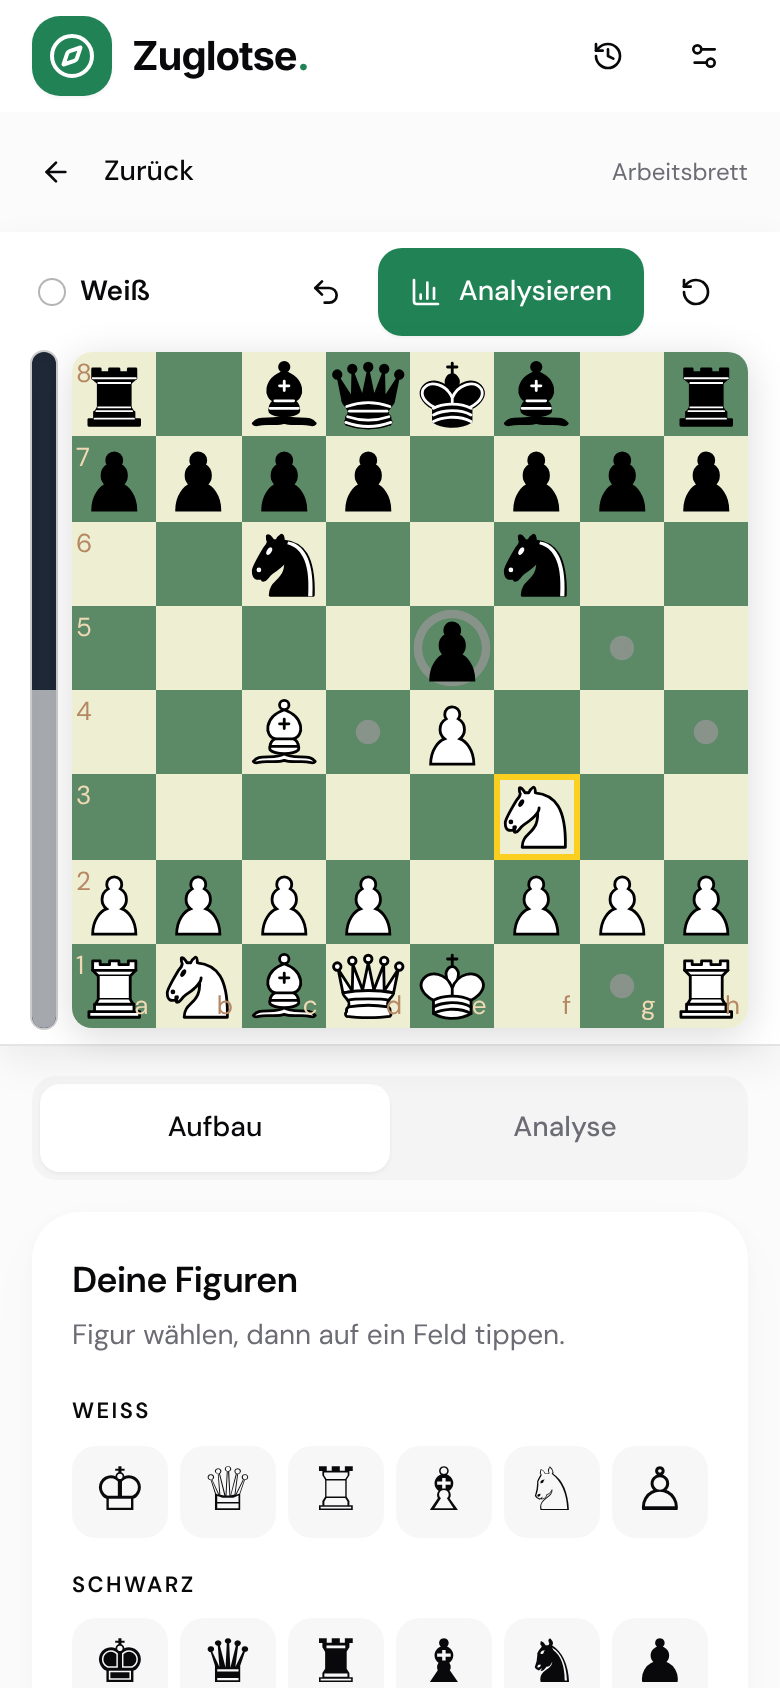 Zuglotse.
Zurück
Arbeitsbrett
Weiß
Analysieren
8
7
6
5
4
3
2
1
a b c d e f g h
Aufbau
Analyse
Deine Figuren
Figur wählen, dann auf ein Feld tippen.
WEISS
SCHWARZ